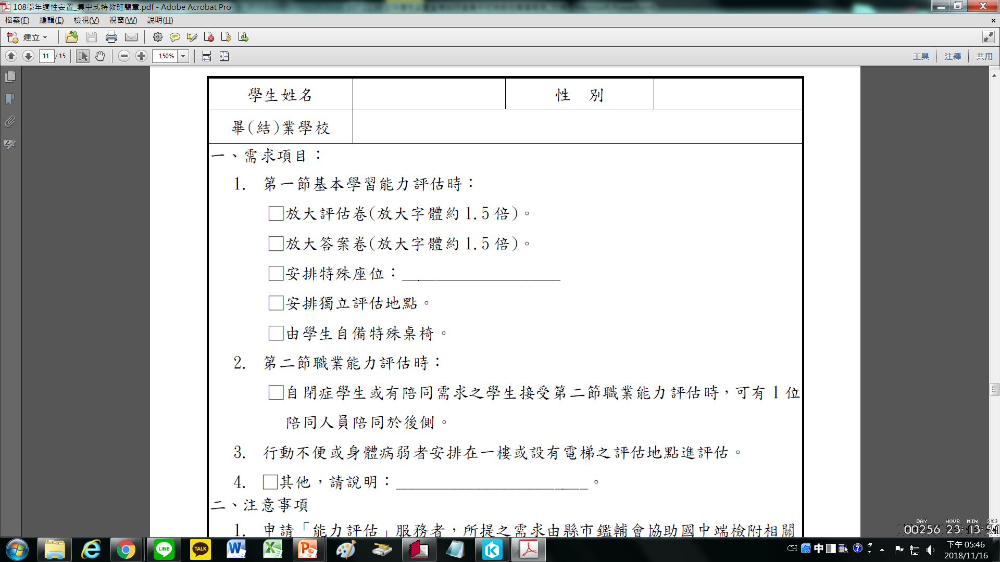 108學年適性安置_集中式特教班簡章.pdf - Adobe Acrobat Pro
檔案(F) 編輯(E) 檢視(V) 視窗(W) 說明(H)
建立
11 / 15 150% 工具 注釋 共用
學生姓名 性 別
畢(結)業學校
一、需求項目：
1. 第一節基本學習能力評估時：
□放大評估卷(放大字體約1.5倍)。
□放大答案卷(放大字體約1.5倍)。
□安排特殊座位：___________________
□安排獨立評估地點。
□由學生自備特殊桌椅。
2. 第二節職業能力評估時：
□自閉症學生或有陪同需求之學生接受第二節職業能力評估時，可有1位
陪同人員陪同於後側。
3. 行動不便或身體病弱者安排在一樓或設有電梯之評估地點進評估。
4. □其他，請說明：_______________________。
二、注意事項
1. 申請「能力評估」服務者，所提之需求由縣市鑑輔會協助國中端檢附相關
DAY HOUR MIN SEC
00256 23 13 51
LINE TALK CH 中 下午 05:46
2018/11/16